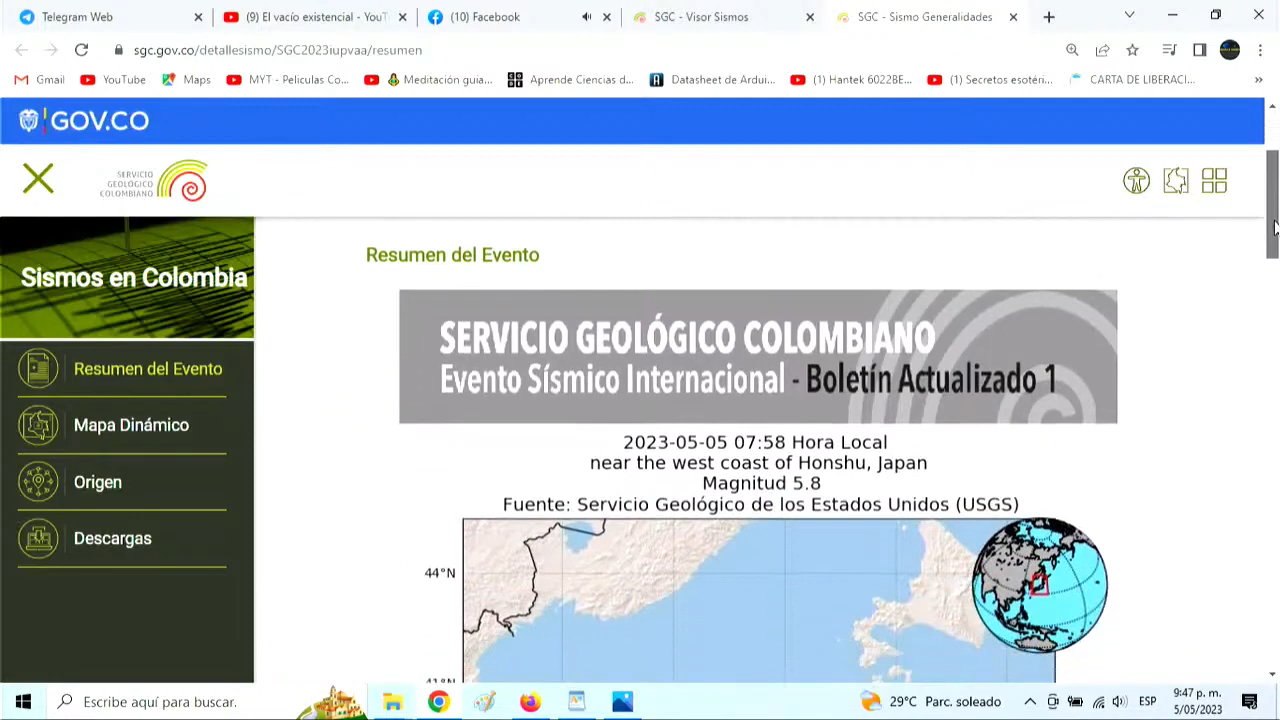 Telegram Web
(9) El vacío existencial - YouT
(10) Facebook
SGC - Visor Sismos
SGC - Sismo Generalidades
sgc.gov.co/detallesismo/SGC2023iupvaa/resumen
Gmail
YouTube
Maps
MYT - Peliculas Co...
Meditación guia...
Aprende Ciencias d...
Datasheet de Ardui...
(1) Hantek 6022BE...
(1) Secretos esotéri...
CARTA DE LIBERACI...
GOV.CO
SERVICIO
GEOLÓGICO
COLOMBIANO
Sismos en Colombia
Resumen del Evento
Mapa Dinámico
Origen
Descargas
Resumen del Evento
SERVICIO GEOLÓGICO COLOMBIANO
Evento Sísmico Internacional - Boletín Actualizado 1
2023-05-05 07:58 Hora Local
near the west coast of Honshu, Japan
Magnitud 5.8
Fuente: Servicio Geológico de los Estados Unidos (USGS)
44°N
41°N
Escribe aquí para buscar.
29°C Parc. soleado
ESP
9:47 p. m.
5/05/2023